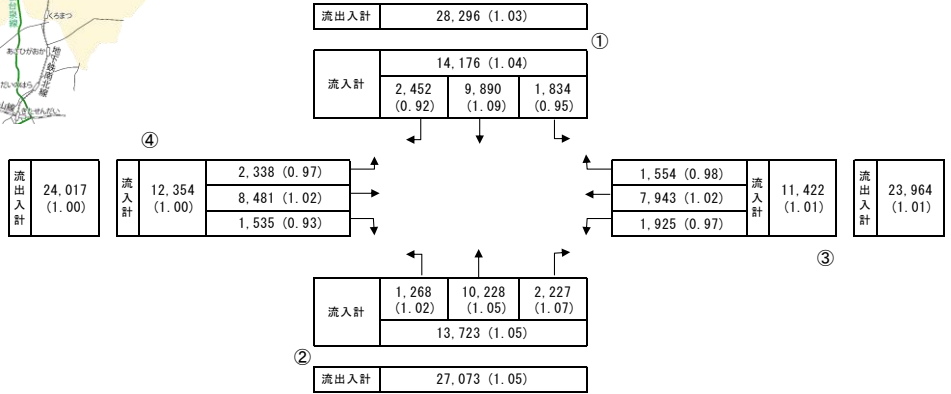 くろまつ
あさひがおか
地下鉄南北線
だいのはら
山線
きたせんだい
流出入計 28,296 (1.03)
①
流入計 14,176 (1.04)
2,452 9,890 1,834
(0.92) (1.09) (0.95)
④
流出入計 24,017 (1.00)
流入計 12,354 (1.00)
2,338 (0.97)
8,481 (1.02)
1,535 (0.93)
1,554 (0.98)
7,943 (1.02)
1,925 (0.97)
流入計 11,422 (1.01)
流出入計 23,964 (1.01)
③
流入計
1,268 10,228 2,227
(1.02) (1.05) (1.07)
13,723 (1.05)
②
流出入計 27,073 (1.05)